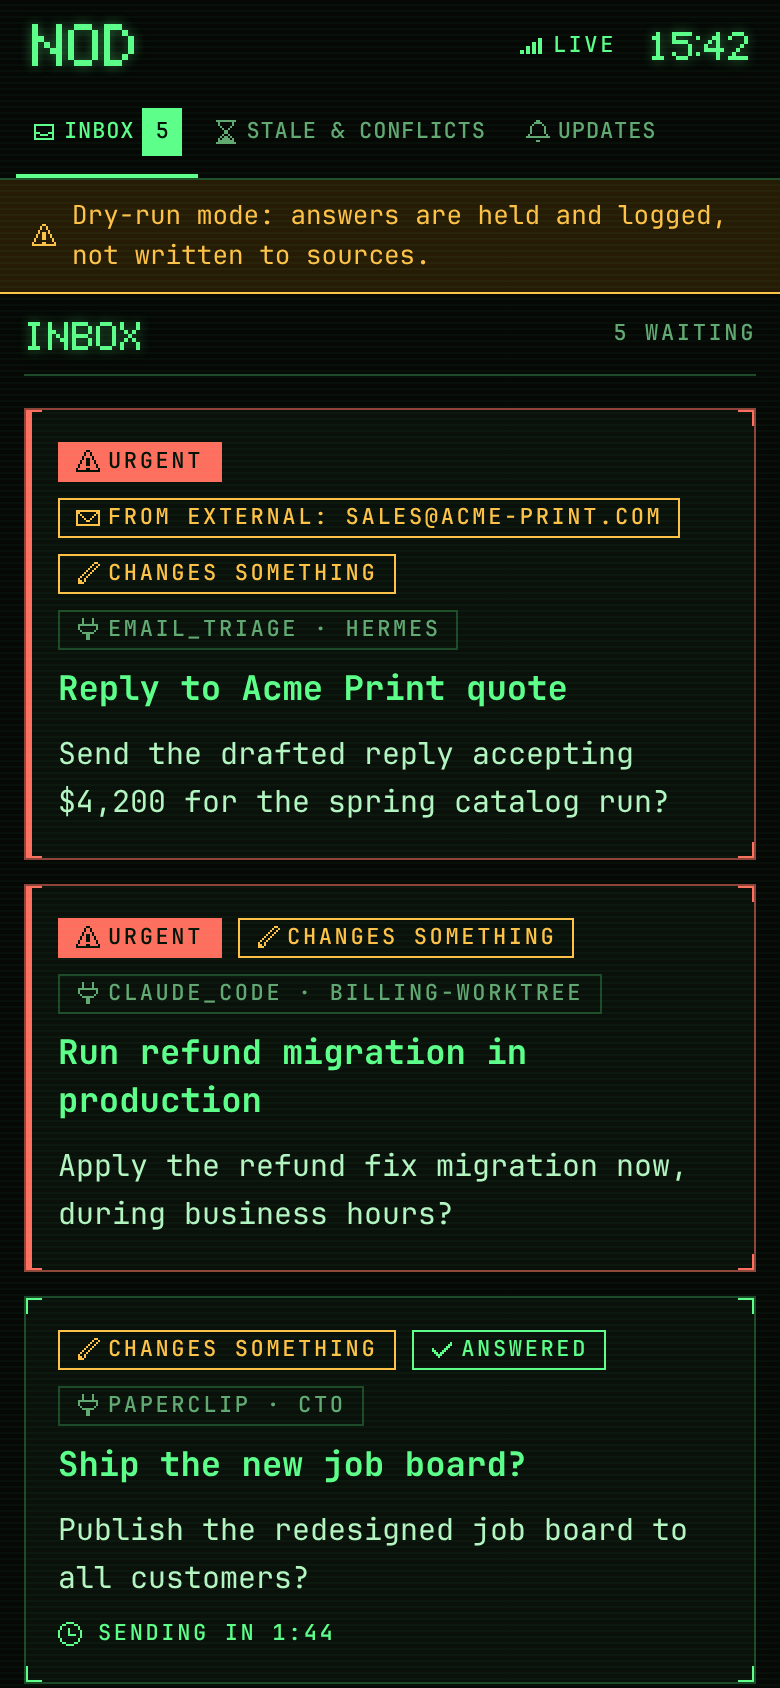 NOD
LIVE
15:42
INBOX 5
STALE & CONFLICTS
UPDATES
Dry-run mode: answers are held and logged,
not written to sources.
INBOX
5 WAITING
URGENT
FROM EXTERNAL: SALES@ACME-PRINT.COM
CHANGES SOMETHING
EMAIL_TRIAGE · HERMES
Reply to Acme Print quote
Send the drafted reply accepting
$4,200 for the spring catalog run?
URGENT
CHANGES SOMETHING
CLAUDE_CODE · BILLING-WORKTREE
Run refund migration in
production
Apply the refund fix migration now,
during business hours?
CHANGES SOMETHING
ANSWERED
PAPERCLIP · CTO
Ship the new job board?
Publish the redesigned job board to
all customers?
SENDING IN 1:44